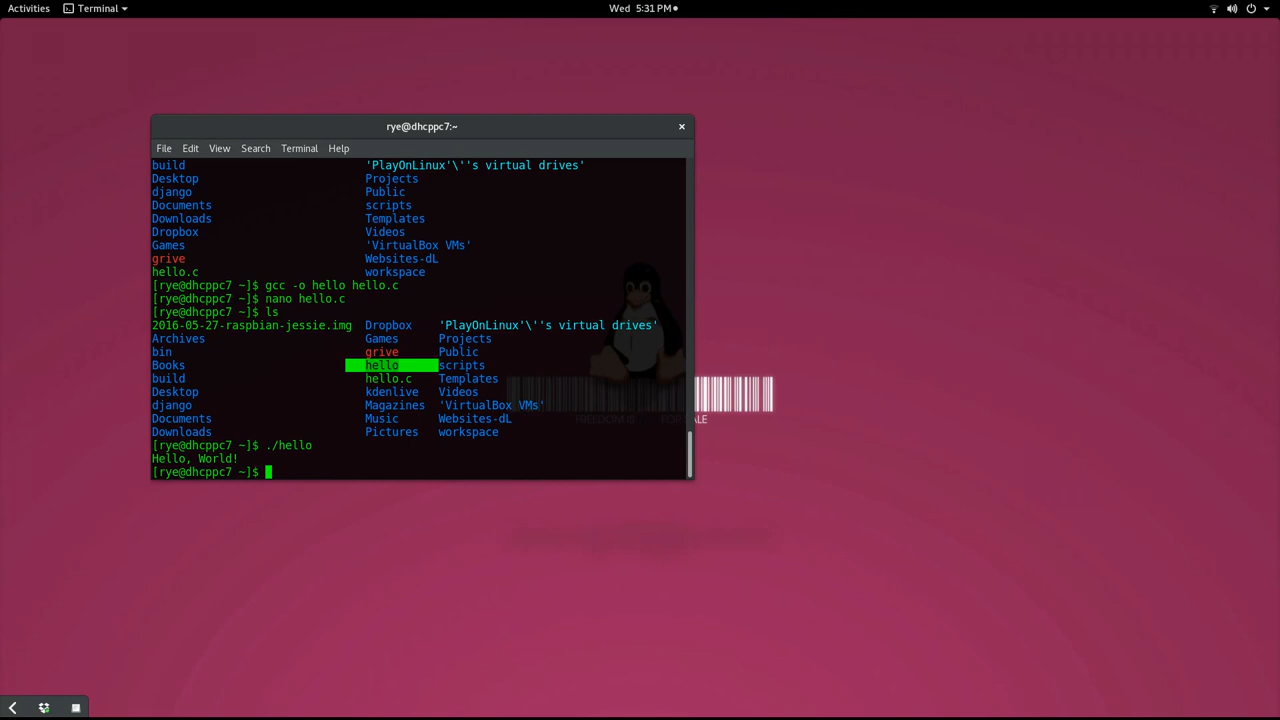 Activities Terminal Wed 5:31 PM
rye@dhcppc7:~ ×
File Edit View Search Terminal Help
build 'PlayOnLinux'\''s virtual drives'
Desktop Projects
django Public
Documents scripts
Downloads Templates
Dropbox Videos
Games 'VirtualBox VMs'
grive Websites-dL
hello.c workspace
[rye@dhcppc7 ~]$ gcc -o hello hello.c
[rye@dhcppc7 ~]$ nano hello.c
[rye@dhcppc7 ~]$ ls
2016-05-27-raspbian-jessie.img Dropbox 'PlayOnLinux'\''s virtual drives'
Archives Games Projects
bin grive Public
Books hello scripts
build hello.c Templates
Desktop kdenlive Videos
django Magazines 'VirtualBox VMs'
Documents Music Websites-dL
Downloads Pictures workspace
[rye@dhcppc7 ~]$ ./hello
Hello, World!
[rye@dhcppc7 ~]$